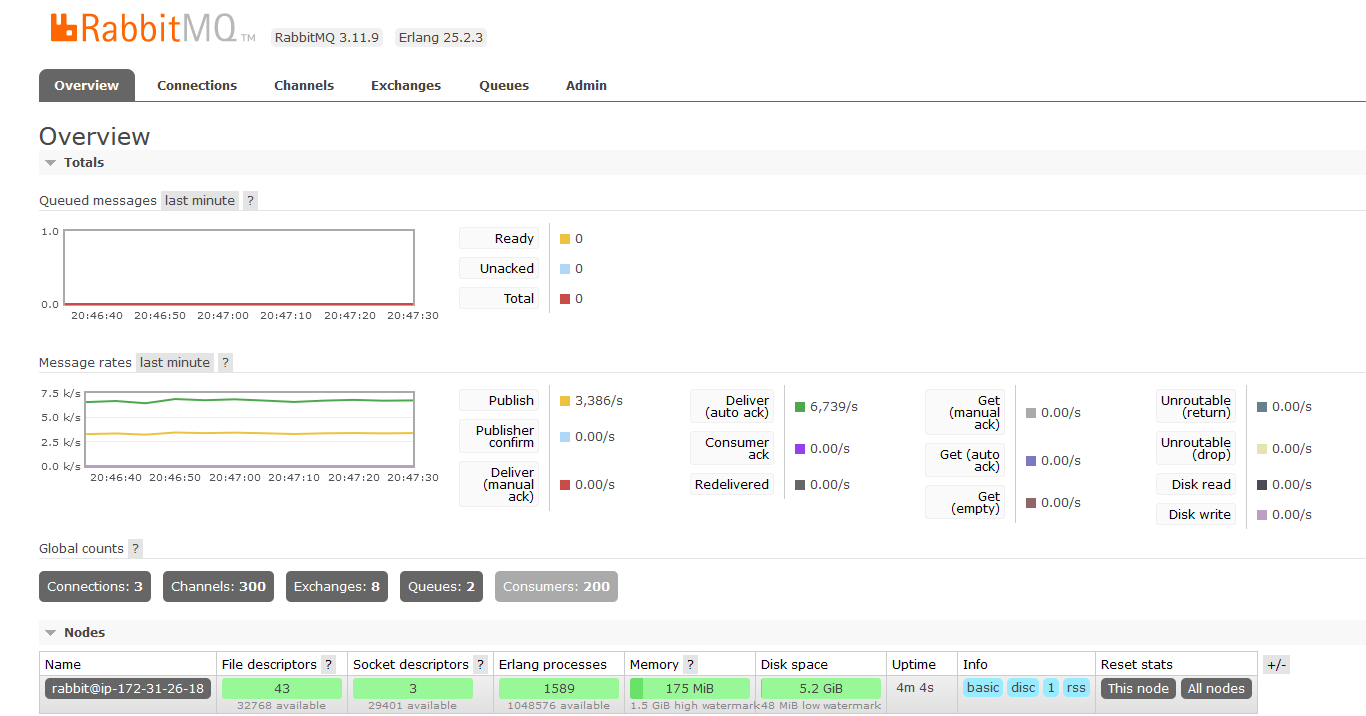 RabbitMQ TM RabbitMQ 3.11.9 Erlang 25.2.3
Overview Connections Channels Exchanges Queues Admin
Overview
Totals
Queued messages last minute ?
1.0
0.0
20:46:40 20:46:50 20:47:00 20:47:10 20:47:20 20:47:30
Ready 0
Unacked 0
Total 0
Message rates last minute ?
7.5 k/s
5.0 k/s
2.5 k/s
0.0 k/s
20:46:40 20:46:50 20:47:00 20:47:10 20:47:20 20:47:30
Publish 3,386/s
Publisher
confirm 0.00/s
Deliver
(manual 0.00/s
ack)
Deliver
(auto ack) 6,739/s
Consumer
ack 0.00/s
Redelivered 0.00/s
Get
(manual 0.00/s
ack)
Get (auto
ack) 0.00/s
Get
(empty) 0.00/s
Unroutable
(return) 0.00/s
Unroutable
(drop) 0.00/s
Disk read 0.00/s
Disk write 0.00/s
Global counts ?
Connections: 3 Channels: 300 Exchanges: 8 Queues: 2 Consumers: 200
Nodes
Name File descriptors ? Socket descriptors ? Erlang processes Memory ? Disk space Uptime Info Reset stats +/-
rabbit@ip-172-31-26-18 43 3 1589 175 MiB 5.2 GiB 4m 4s basic disc 1 rss This node All nodes
32768 available 29401 available 1048576 available 1.5 GiB high watermark 48 MiB low watermark